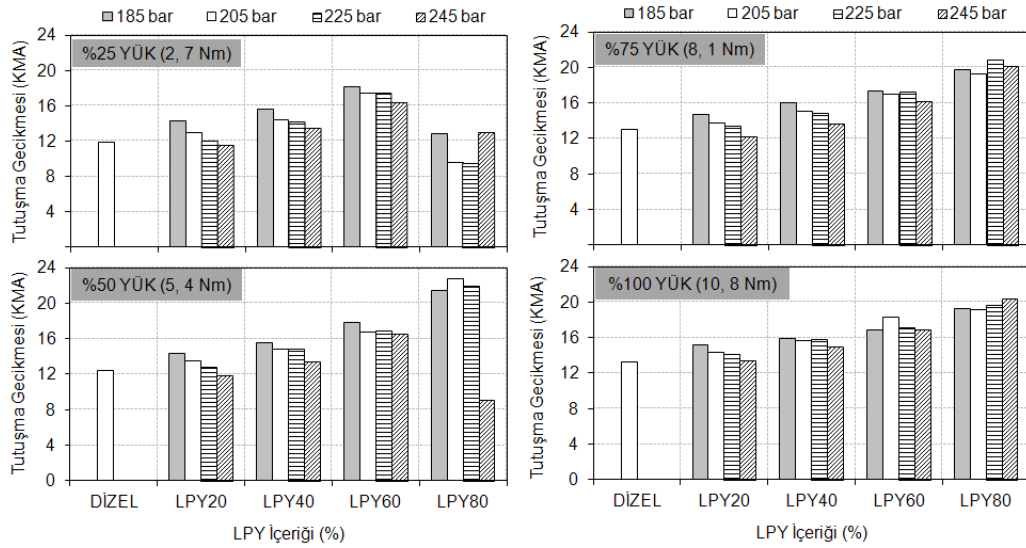 185 bar 205 bar 225 bar 245 bar
Tutuşma Gecikmesi (KMA)
24
20
16
12
8
4
%25 YÜK (2, 7 Nm)
Tutuşma Gecikmesi (KMA)
24
20
16
12
8
4
0
%50 YÜK (5, 4 Nm)
DİZEL LPY20 LPY40 LPY60 LPY80
LPY İçeriği (%)
185 bar 205 bar 225 bar 245 bar
Tutuşma Gecikmesi (KMA)
24
20
16
12
8
4
%75 YÜK (8, 1 Nm)
Tutuşma Gecikmesi (KMA)
24
20
16
12
8
4
0
%100 YÜK (10, 8 Nm)
DİZEL LPY20 LPY40 LPY60 LPY80
LPY İçeriği (%)